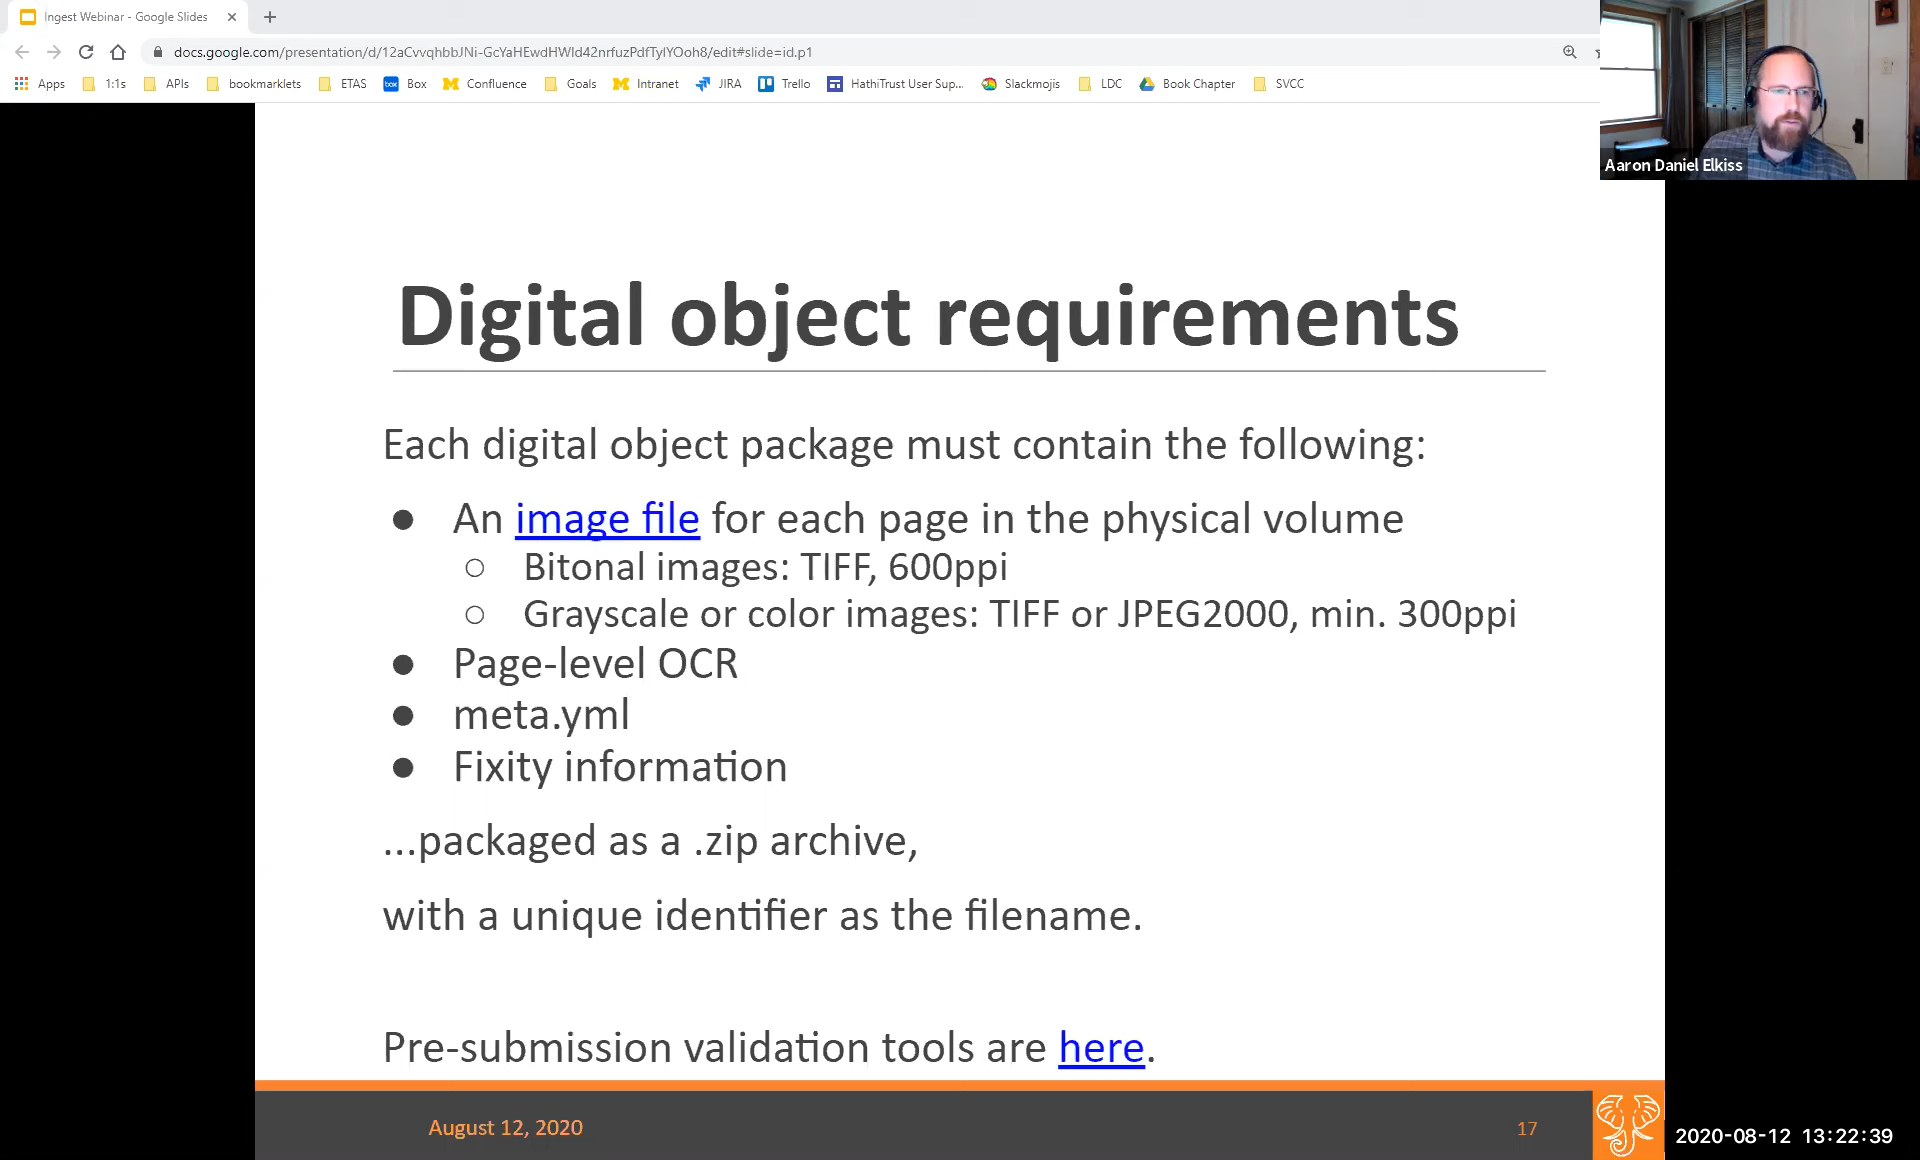 Ingest Webinar - Google Slides
docs.google.com/presentation/d/12aCvvqhbbJNi-GcYaHEwdHWId42nrfuzPdfTylYOoh8/edit#slide=id.p1
Apps 1:1s APIs bookmarklets ETAS box Box Confluence Goals Intranet JIRA Trello HathiTrust User Sup... Slackmojis LDC Book Chapter SVCC
Aaron Daniel Elkiss
Digital object requirements
Each digital object package must contain the following:
● An image file for each page in the physical volume
○ Bitonal images: TIFF, 600ppi
○ Grayscale or color images: TIFF or JPEG2000, min. 300ppi
● Page-level OCR
● meta.yml
● Fixity information
...packaged as a .zip archive,
with a unique identifier as the filename.
Pre-submission validation tools are here.
August 12, 2020
17
2020-08-12 13:22:39